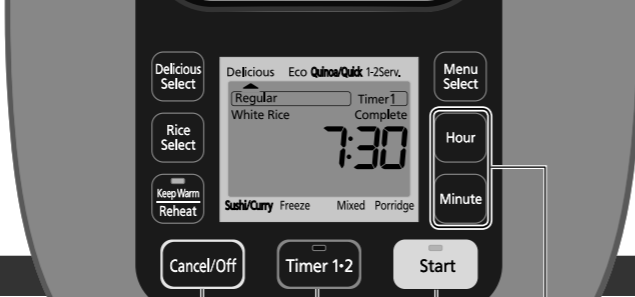 Delicious
Select
Rice
Select
Keep Warm
Reheat
Delicious Eco Quinoa/Quick 1-2Serv.
Regular Timer1
White Rice Complete
7:30
Sushi/Curry Freeze Mixed Porridge
Menu
Select
Hour
Minute
Cancel/Off
Timer 1•2
Start